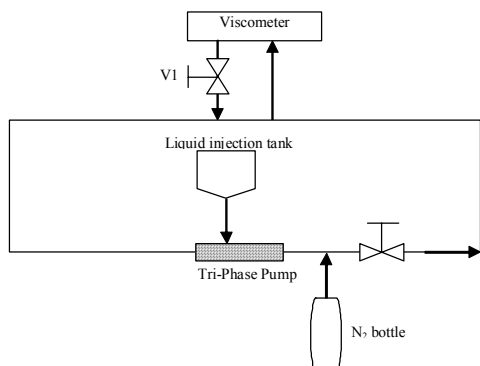 Viscometer
V1
Liquid injection tank
Tri-Phase Pump
N₂ bottle